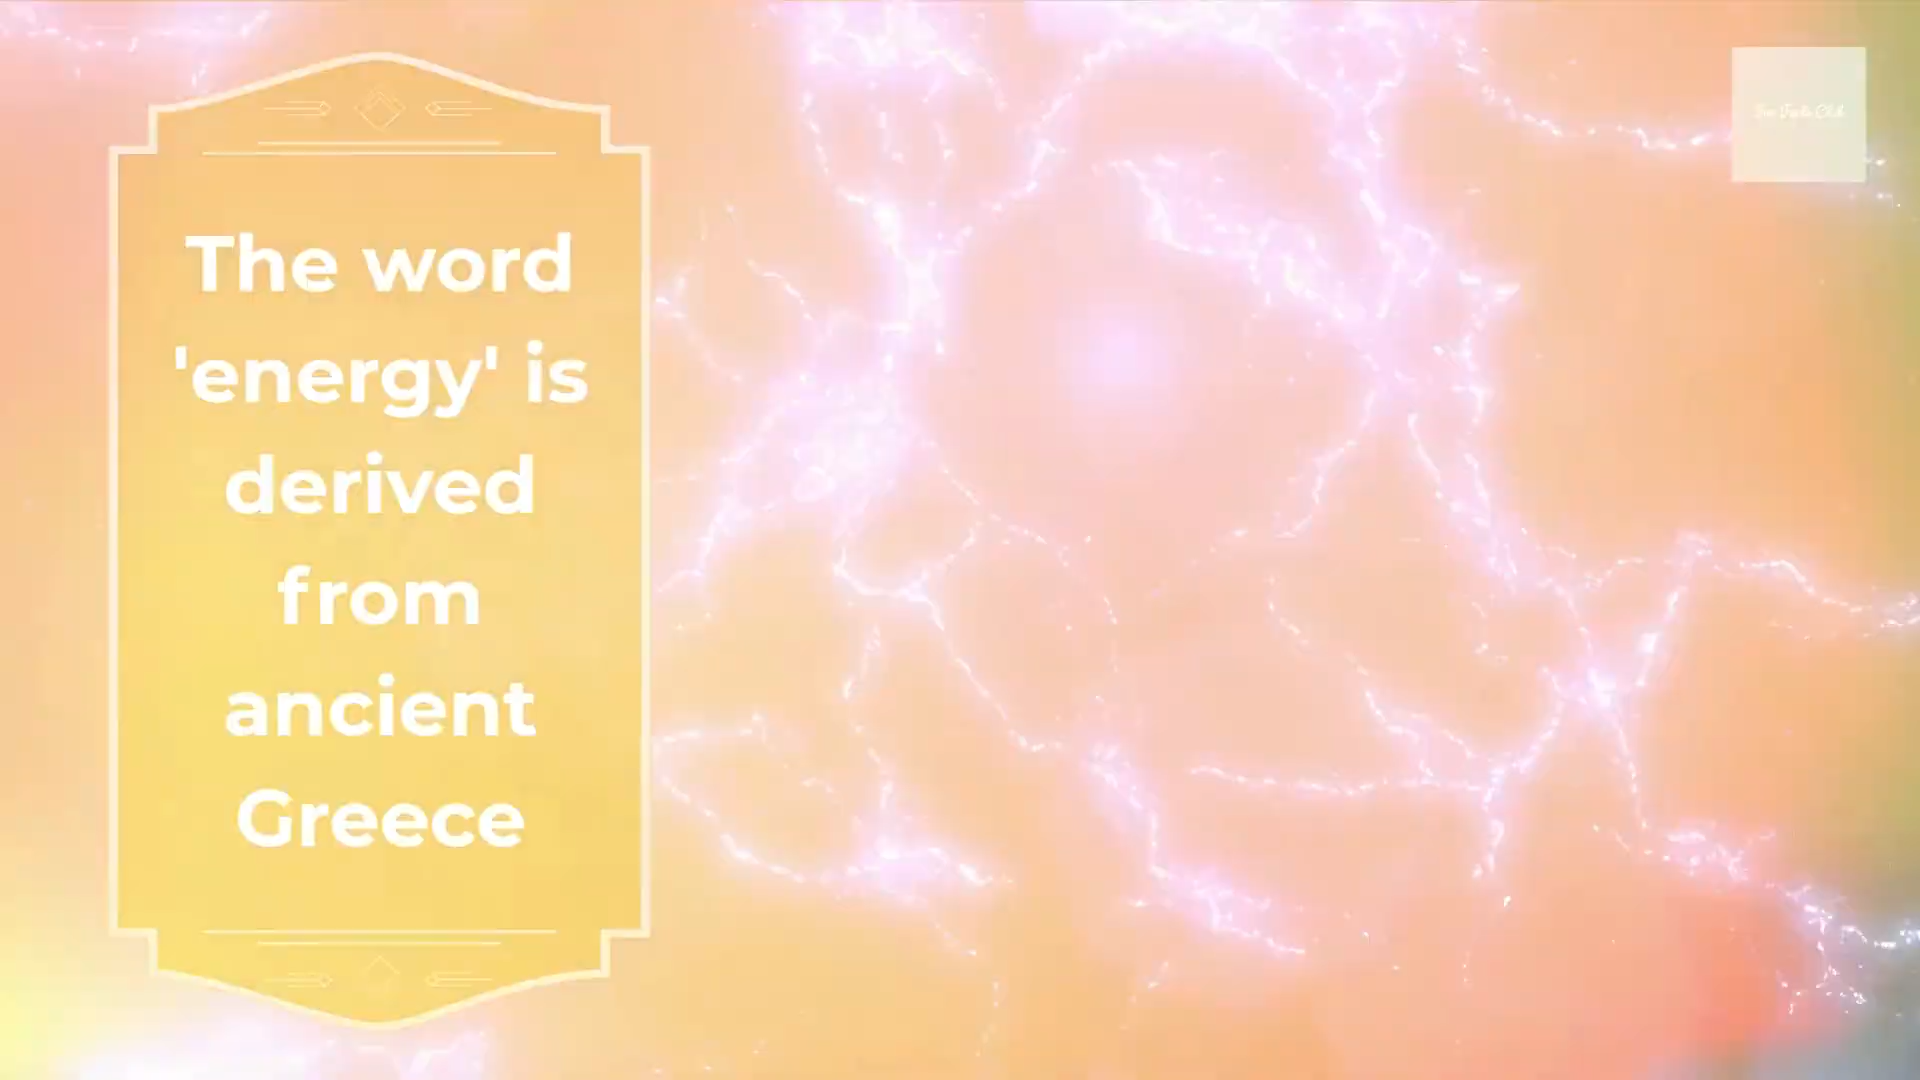 The word
'energy' is
derived
from
ancient
Greece